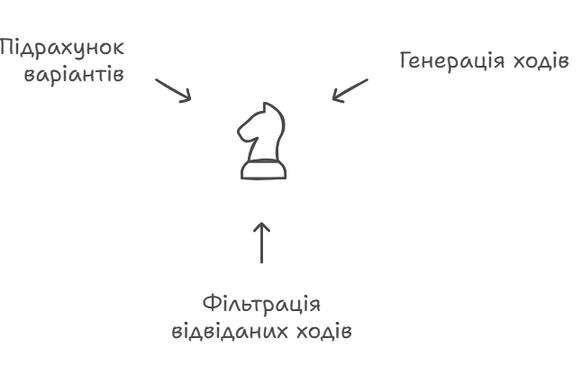 Підрахунок
варіантів
Генерація ходів
Фільтрація
відвіданих ходів